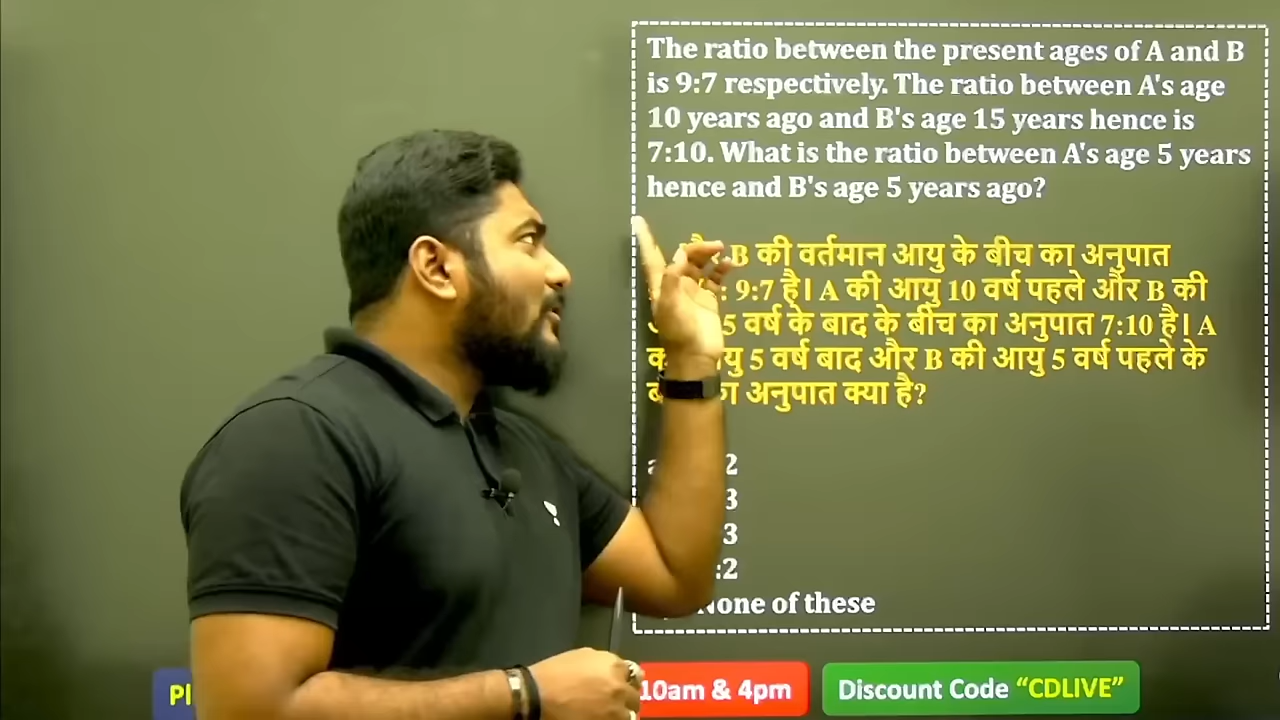 The ratio between the present ages of A and B
is 9:7 respectively. The ratio between A's age
10 years ago and B's age 15 years hence is
7:10. What is the ratio between A's age 5 years
hence and B's age 5 years ago?
B की वर्तमान आयु के बीच का अनुपात
: 9:7 है। A की आयु 10 वर्ष पहले और B की
5 वर्ष के बाद के बीच का अनुपात 7:10 है। A
5 वर्ष बाद और B की आयु 5 वर्ष पहले के
अनुपात क्या है?
2
3
3
:2
None of these
10am & 4pm
Discount Code “CDLIVE”